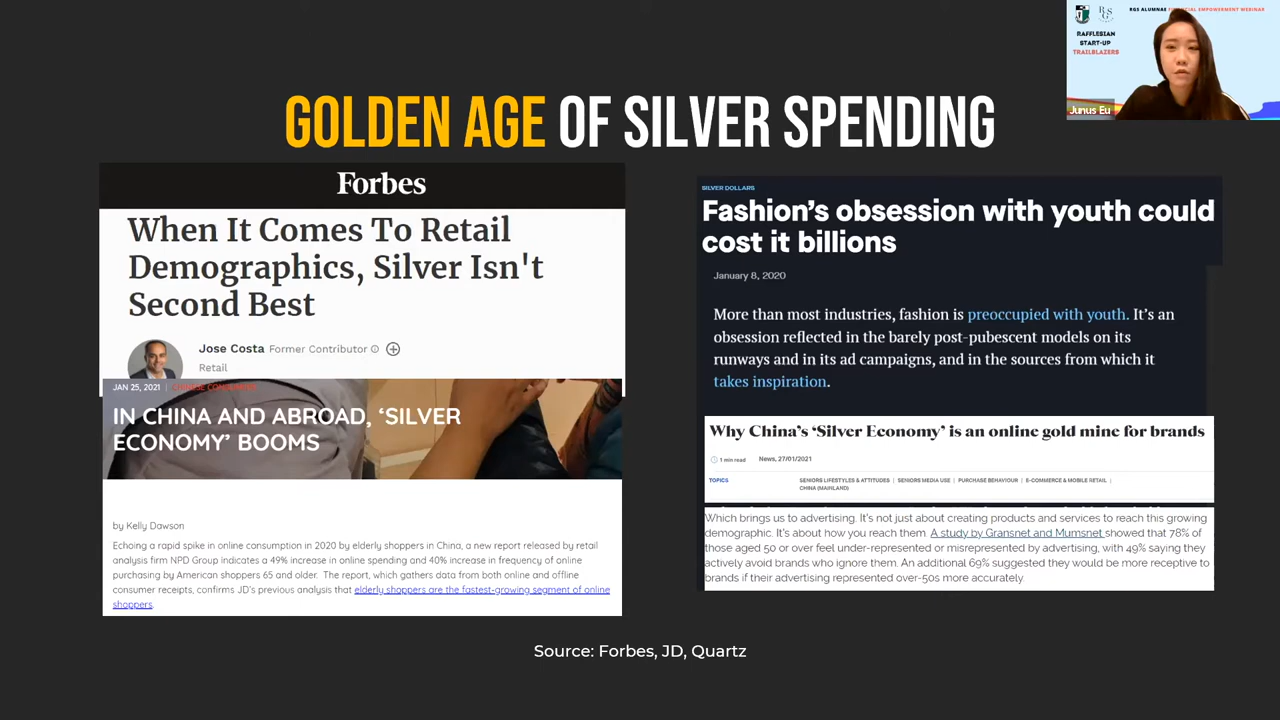 RGS ALUMNAE FINANCIAL EMPOWERMENT WEBINAR
RAFFLESIAN
START-UP
TRAILBLAZERS
Junus Eu
GOLDEN AGE OF SILVER SPENDING
Forbes
When It Comes To Retail
Demographics, Silver Isn't
Second Best
Jose Costa Former Contributor
Retail
JAN 25, 2021 | CHINESE CONSUMER
IN CHINA AND ABROAD, ‘SILVER
ECONOMY’ BOOMS
by Kelly Dawson
Echoing a rapid spike in online consumption in 2020 by elderly shoppers in China, a new report released by retail
analysis firm NPD Group indicates a 49% increase in online spending and 40% increase in frequency of online
purchasing by American shoppers 65 and older. The report, which gathers data from both online and offline
consumer receipts, confirms JD’s previous analysis that elderly shoppers are the fastest-growing segment of online
shoppers.
SILVER DOLLARS
Fashion’s obsession with youth could
cost it billions
January 8, 2020
More than most industries, fashion is preoccupied with youth. It’s an
obsession reflected in the barely post-pubescent models on its
runways and in its ad campaigns, and in the sources from which it
takes inspiration.
Why China’s ‘Silver Economy’ is an online gold mine for brands
1 min read News, 27/01/2021
TOPICS SENIORS LIFESTYLES & ATTITUDES | SENIORS MEDIA USE | PURCHASE BEHAVIOUR | E-COMMERCE & MOBILE RETAIL |
CHINA (MAINLAND)
Which brings us to advertising. It’s not just about creating products and services to reach this growing
demographic. It’s about how you reach them. A study by Gransnet and Mumsnet showed that 78% of
those aged 50 or over feel under-represented or misrepresented by advertising, with 49% saying they
actively avoid brands who ignore them. An additional 69% suggested they would be more receptive to
brands if their advertising represented over-50s more accurately.
Source: Forbes, JD, Quartz